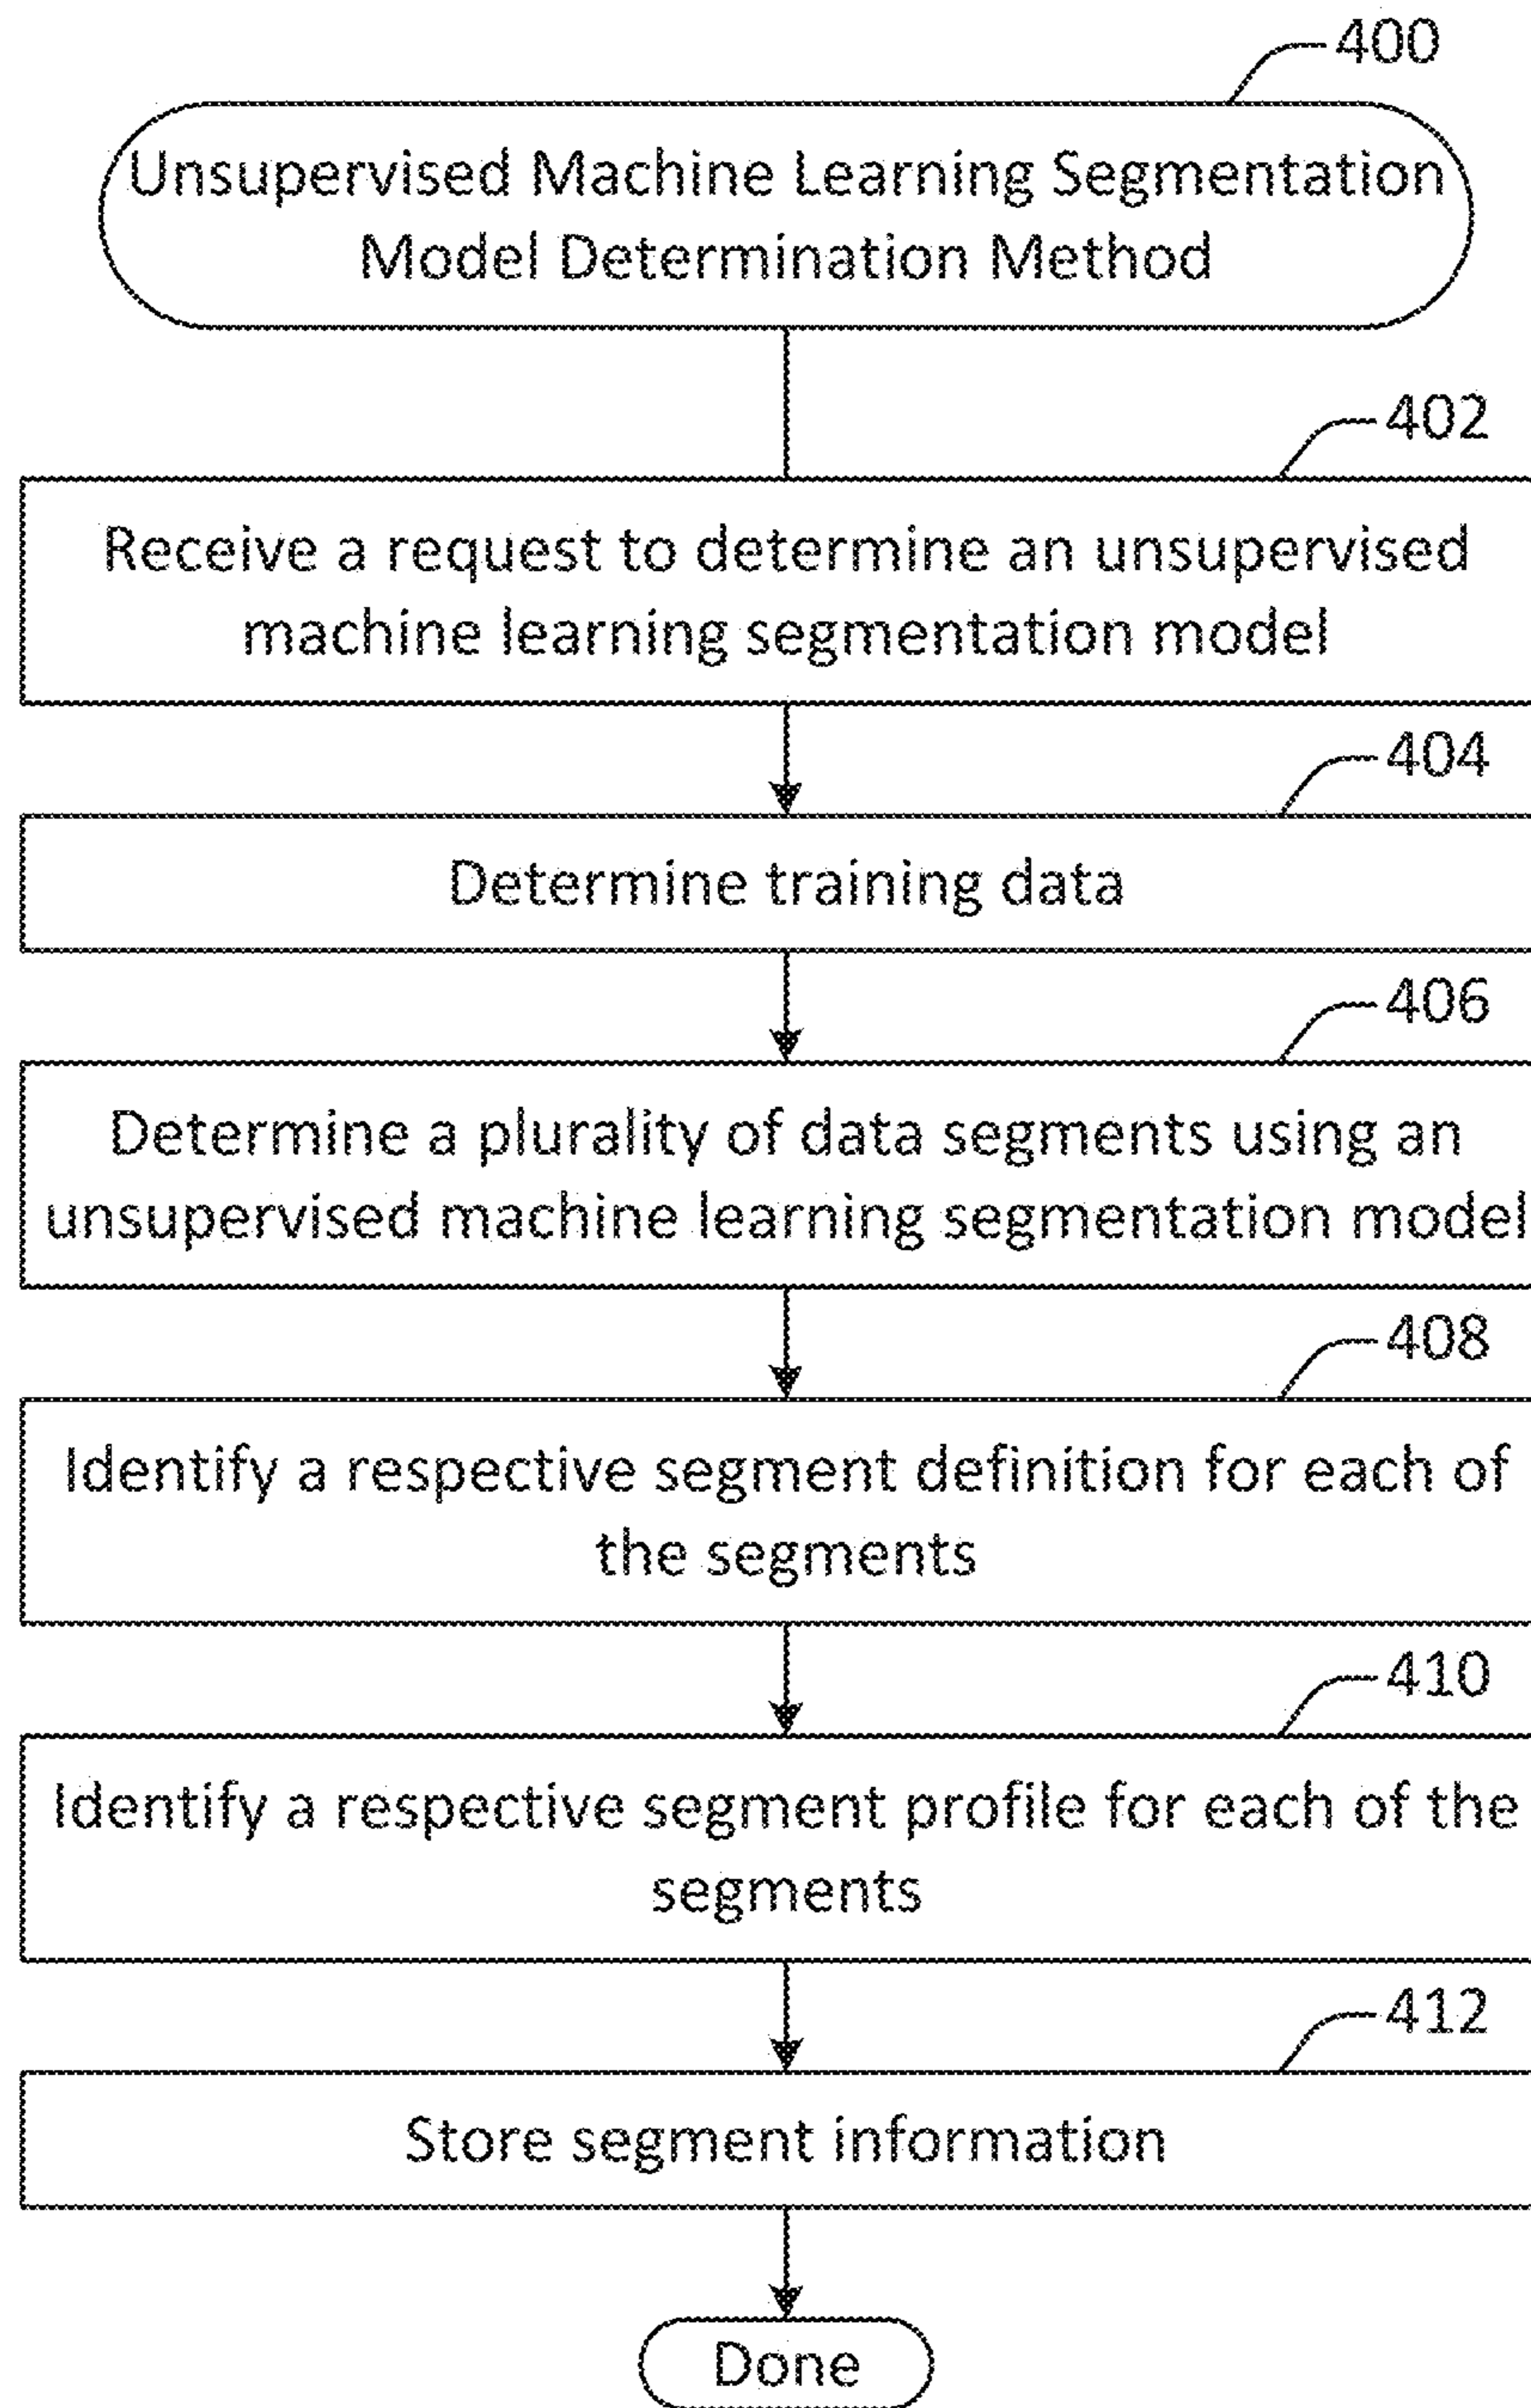 400
Unsupervised Machine Learning Segmentation
Model Determination Method
402
Receive a request to determine an unsupervised
machine learning segmentation model
404
Determine training data
406
Determine a plurality of data segments using an
unsupervised machine learning segmentation model
408
Identify a respective segment definition for each of
the segments
410
Identify a respective segment profile for each of the
segments
412
Store segment information
Done